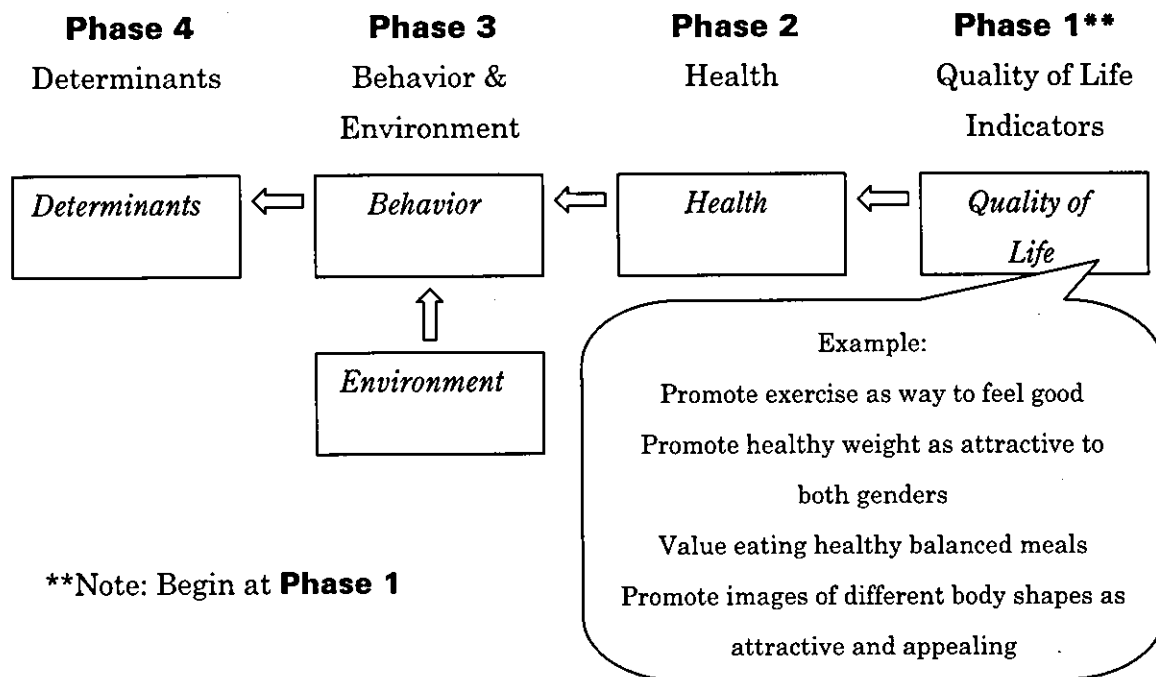 Phase 4
Determinants
Phase 3
Behavior &
Environment
Phase 2
Health
Phase 1**
Quality of Life
Indicators
Determinants
Behavior
Health
Quality of
Life
Environment
Example:
Promote exercise as way to feel good
Promote healthy weight as attractive to
both genders
Value eating healthy balanced meals
Promote images of different body shapes as
attractive and appealing
**Note: Begin at Phase 1